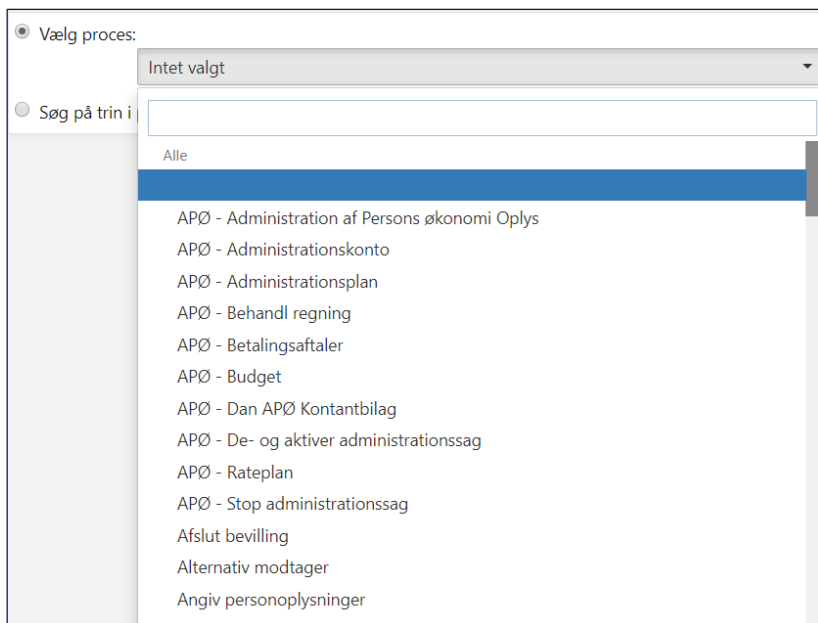 Vælg proces:
Intet valgt
Søg på trin i
Alle
APØ - Administration af Persons økonomi Oplys
APØ - Administrationskonto
APØ - Administrationsplan
APØ - Behandl regning
APØ - Betalingsaftaler
APØ - Budget
APØ - Dan APØ Kontantbilag
APØ - De- og aktiver administrationssag
APØ - Rateplan
APØ - Stop administrationssag
Afslut bevilling
Alternativ modtager
Angiv personoplysninger